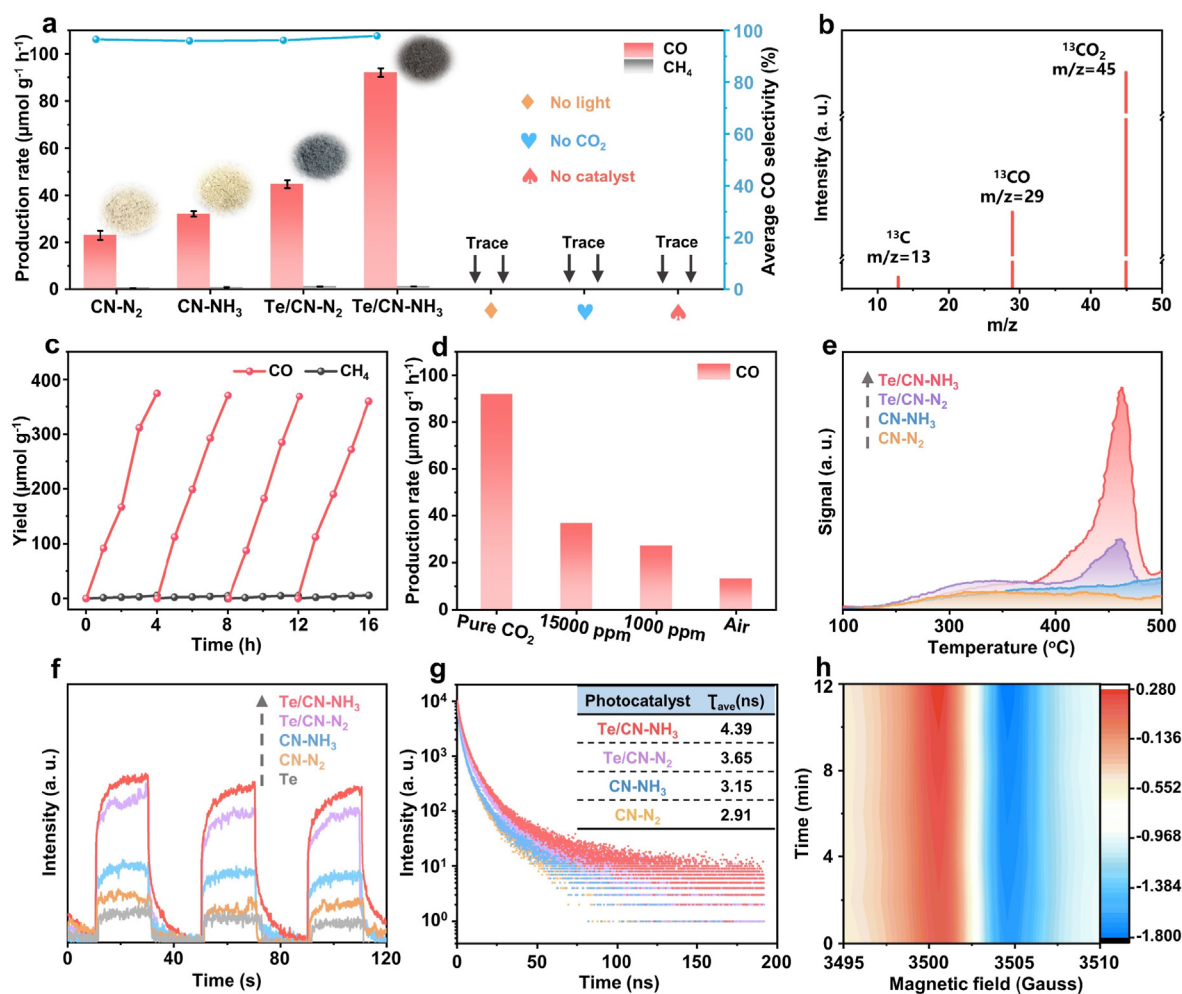 a
Production rate (µmol g⁻¹ h⁻¹)
100
80
60
40
20
0
CO
CH₄
No light
No CO₂
No catalyst
Trace
Trace
Trace
CN-N₂
CN-NH₃
Te/CN-N₂
Te/CN-NH₃
100
80
60
40
20
0
Average CO selectivity (%)
b
Intensity (a. u.)
¹³CO₂
m/z=45
¹³CO
m/z=29
¹³C
m/z=13
10 20 30 40 50
m/z
c
Yield (µmol g⁻¹)
400
300
200
100
0
CO
CH₄
0 4 8 12 16
Time (h)
d
Production rate (µmol g⁻¹ h⁻¹)
100
80
60
40
20
0
CO
Pure CO₂
15000 ppm
1000 ppm
Air
e
Signal (a. u.)
Te/CN-NH₃
Te/CN-N₂
CN-NH₃
CN-N₂
100 200 300 400 500
Temperature (°C)
f
Intensity (a. u.)
Te/CN-NH₃
Te/CN-N₂
CN-NH₃
CN-N₂
Te
0 40 80 120
Time (s)
g
Intensity (a. u.)
10⁴
10³
10²
10¹
10⁰
Photocatalyst τave(ns)
Te/CN-NH₃ 4.39
Te/CN-N₂ 3.65
CN-NH₃ 3.15
CN-N₂ 2.91
0 50 100 150 200
Time (ns)
h
Time (min)
12
8
4
0
3495 3500 3505 3510
Magnetic field (Gauss)
0.280
-0.136
-0.552
-0.968
-1.384
-1.800